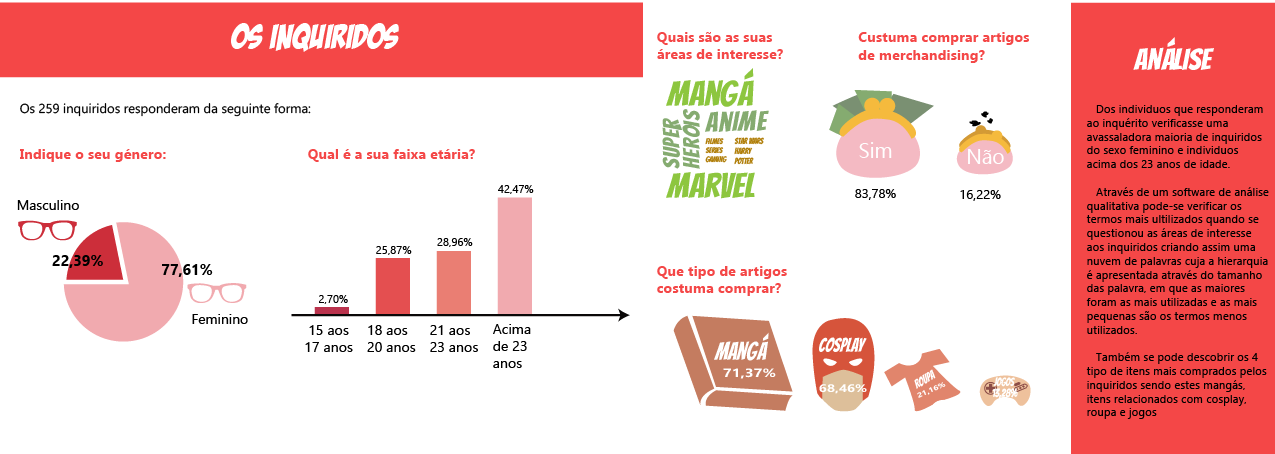 OS INQUIRIDOS
Os 259 inquiridos responderam da seguinte forma:
Indique o seu género:
Masculino
22,39%
77,61%
Feminino
Qual é a sua faixa etária?
2,70%
25,87%
28,96%
42,47%
15 aos
17 anos
18 aos
20 anos
21 aos
23 anos
Acima
de 23
anos
Quais são as suas
áreas de interesse?
MANGÁ
SUPER
HERÓIS
ANIME
FILMES
SERIES
GAMING
STAR WARS
HARRY
POTTER
MARVEL
Custuma comprar artigos
de merchandising?
Sim
Não
83,78%
16,22%
Que tipo de artigos
costuma comprar?
MANGÁ
71,37%
COSPLAY
68,46%
ROUPA
21,16%
JOGOS
ANÁLISE
Dos individuos que responderam
ao inquérito verificasse uma
avassaladora maioria de inquiridos
do sexo feminino e individuos
acima dos 23 anos de idade.
Através de um software de análise
qualitativa pode-se verificar os
termos mais ultilizados quando se
questionou as áreas de interesse
aos inquiridos criando assim uma
nuvem de palavras cuja a hierarquia
é apresentada através do tamanho
das palavra, em que as maiores
foram as mais utilizadas e as mais
pequenas são os termos menos
utilizados.
Também se pode descobrir os 4
tipo de itens mais comprados pelos
inquiridos sendo estes mangás,
itens relacionados com cosplay,
roupa e jogos